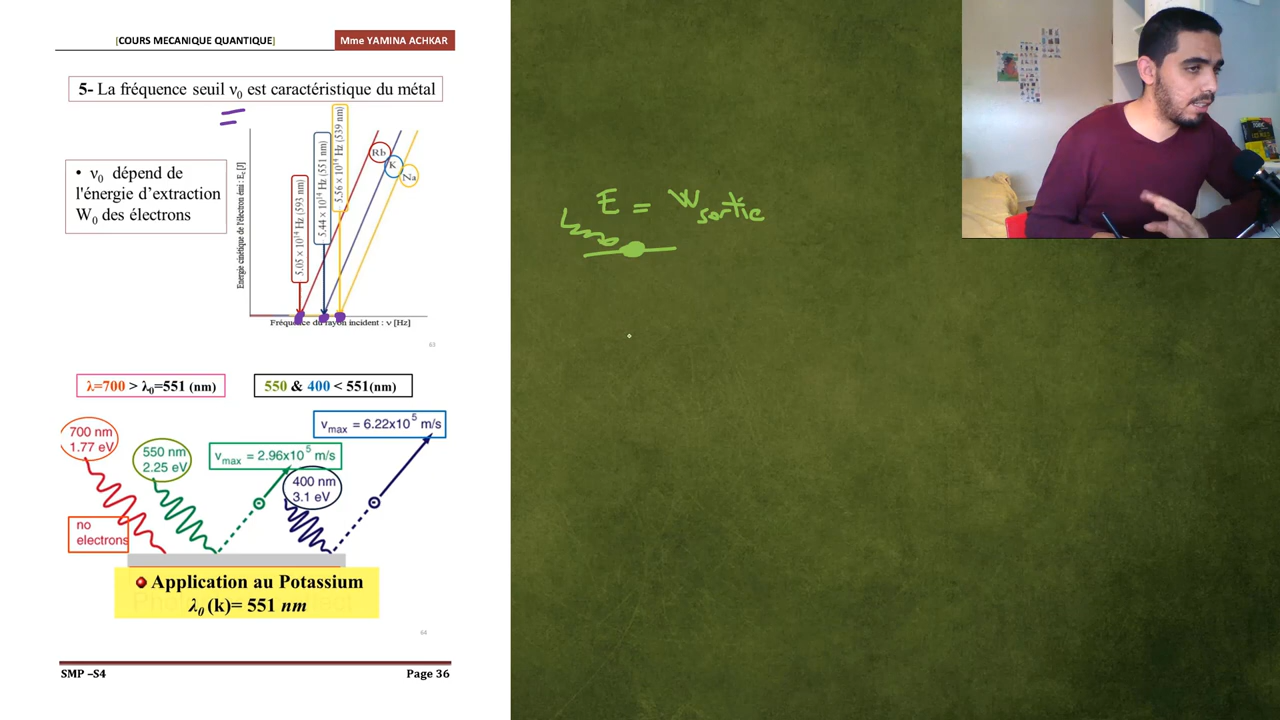 [COURS MECANIQUE QUANTIQUE]
Mme YAMINA ACHKAR
5- La fréquence seuil ν0 est caractéristique du métal
• ν0 dépend de
l'énergie d'extraction
W0 des électrons
Energie cinétique de l'électron émi : Ec [J]
5.05 × 10^14 Hz (593 nm)
5.44 × 10^14 Hz (551 nm)
5.56 × 10^14 Hz (539 nm)
Rb
K
Na
Fréquence du rayon incident : ν [Hz]
63
λ=700 > λ0=551 (nm)
550 & 400 < 551(nm)
700 nm
1.77 eV
550 nm
2.25 eV
vmax = 2.96x10^5 m/s
vmax = 6.22x10^5 m/s
400 nm
3.1 eV
no
electrons
Application au Potassium
λ0 (k)= 551 nm
64
SMP –S4
Page 36
E = Wsortie